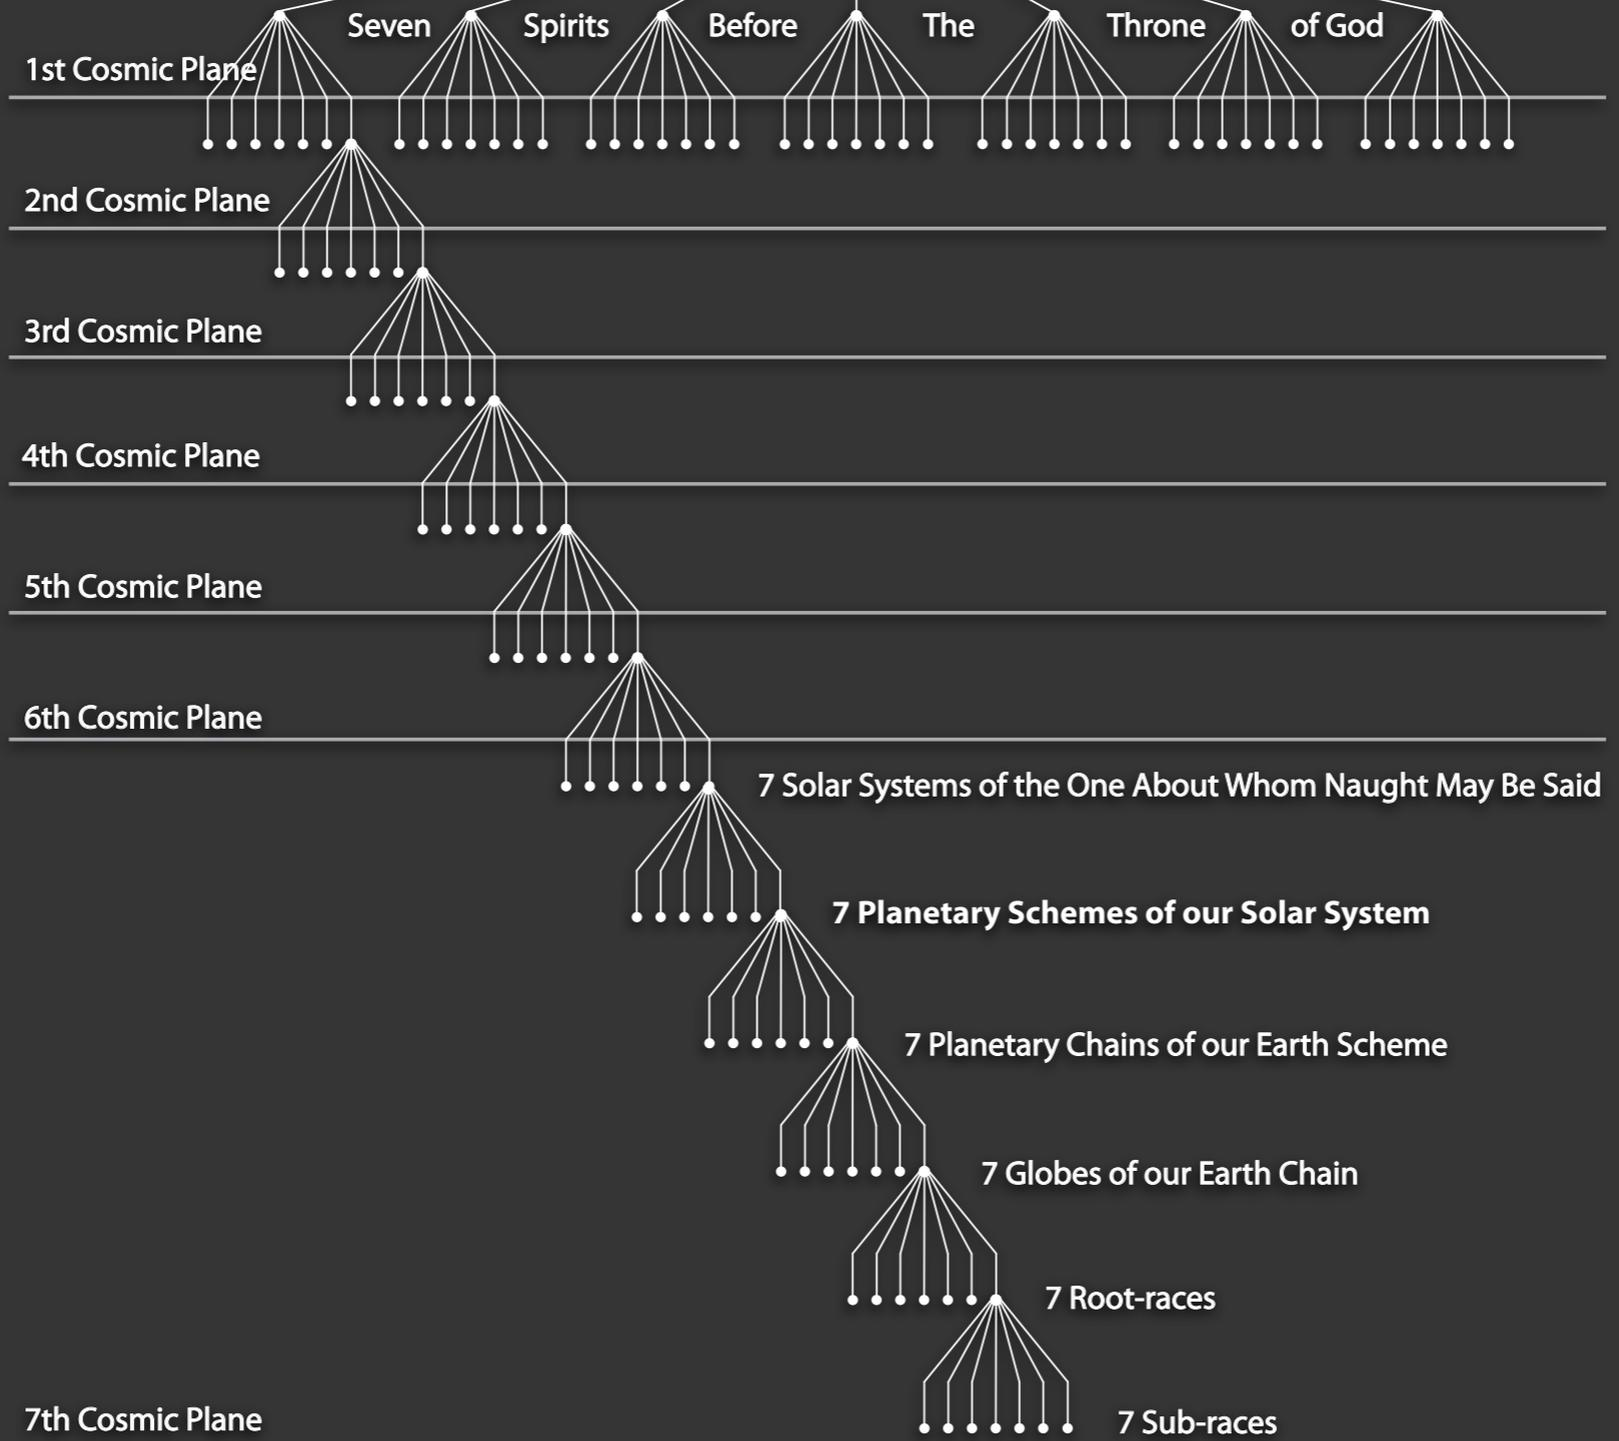 Seven Spirits Before The Throne of God
1st Cosmic Plane
2nd Cosmic Plane
3rd Cosmic Plane
4th Cosmic Plane
5th Cosmic Plane
6th Cosmic Plane
7 Solar Systems of the One About Whom Naught May Be Said
7 Planetary Schemes of our Solar System
7 Planetary Chains of our Earth Scheme
7 Globes of our Earth Chain
7 Root-races
7th Cosmic Plane
7 Sub-races